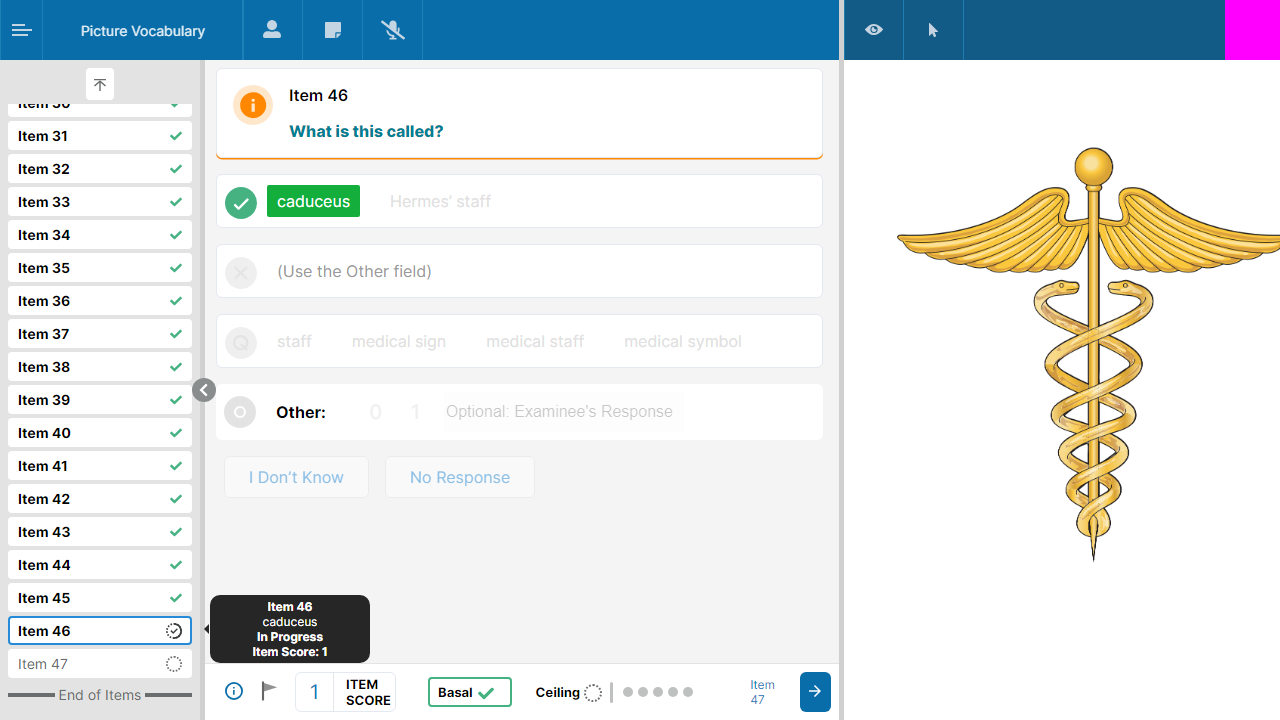 Picture Vocabulary
Item 30
Item 31
Item 32
Item 33
Item 34
Item 35
Item 36
Item 37
Item 38
Item 39
Item 40
Item 41
Item 42
Item 43
Item 44
Item 45
Item 46
Item 47
End of Items
Item 46
What is this called?
caduceus Hermes' staff
(Use the Other field)
Q staff medical sign medical staff medical symbol
Other: 0 1 Optional: Examinee's Response
I Don't Know No Response
Item 46
caduceus
In Progress
Item Score: 1
1 ITEM SCORE
Basal
Ceiling
Item 47